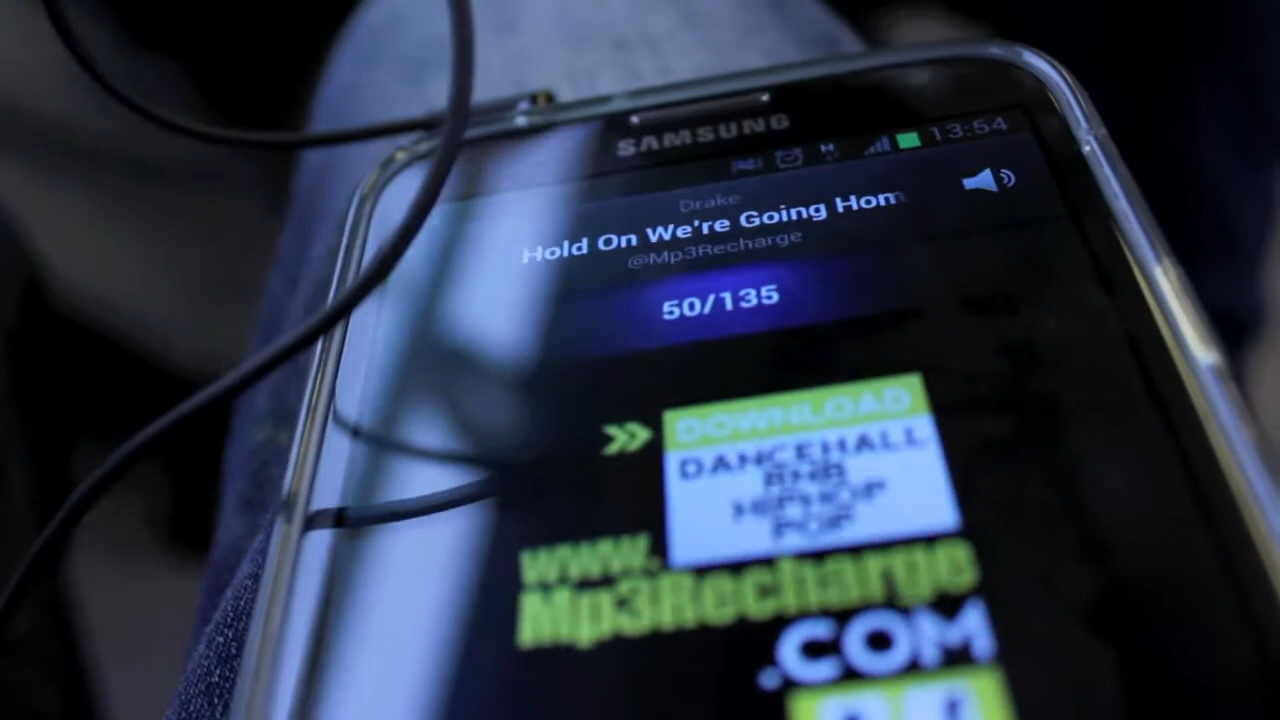 SAMSUNG
H
13:54
Drake
Hold On We're Going Hom
@Mp3Recharge
50/135
DOWNLOAD
DANCEHALL
RNB
HIPHOP
POP
www.
Mp3Recharge
.COM